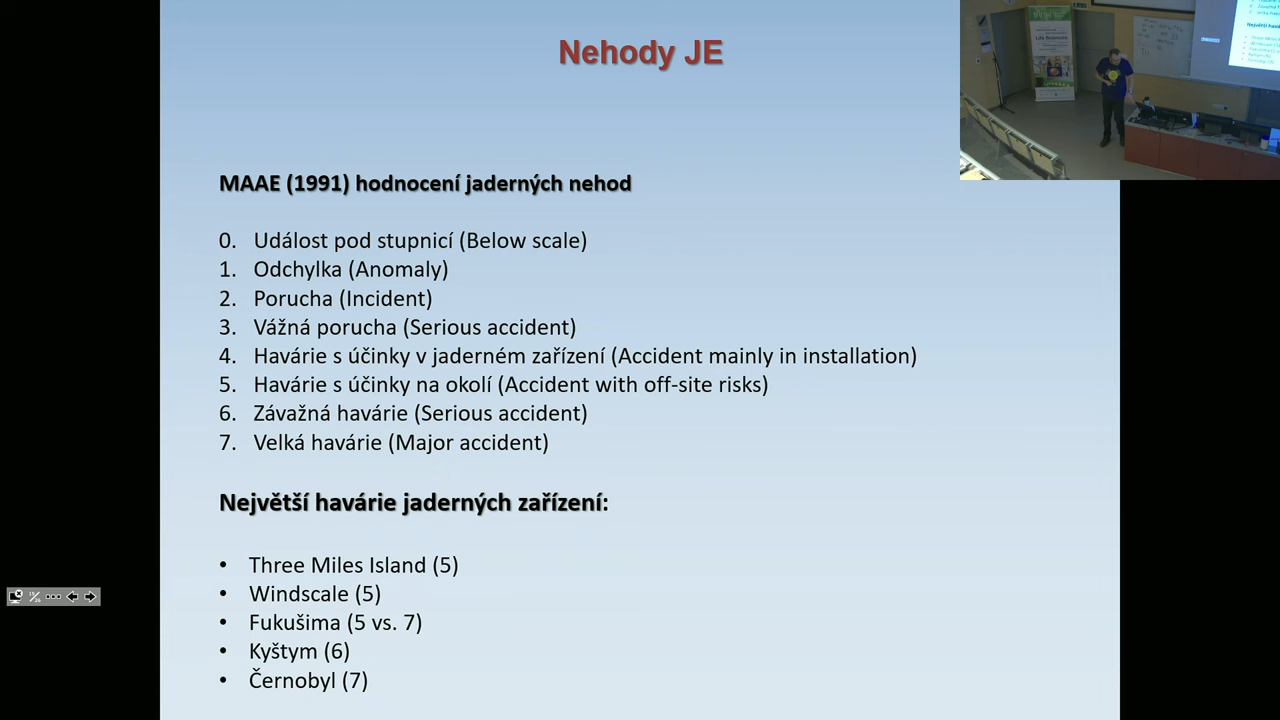 Nehody JE
MAAE (1991) hodnocení jaderných nehod
0. Událost pod stupnicí (Below scale)
1. Odchylka (Anomaly)
2. Porucha (Incident)
3. Vážná porucha (Serious accident)
4. Havárie s účinky v jaderném zařízení (Accident mainly in installation)
5. Havárie s účinky na okolí (Accident with off-site risks)
6. Závažná havárie (Serious accident)
7. Velká havárie (Major accident)
Největší havárie jaderných zařízení:
• Three Miles Island (5)
• Windscale (5)
• Fukušima (5 vs. 7)
• Kyštym (6)
• Černobyl (7)